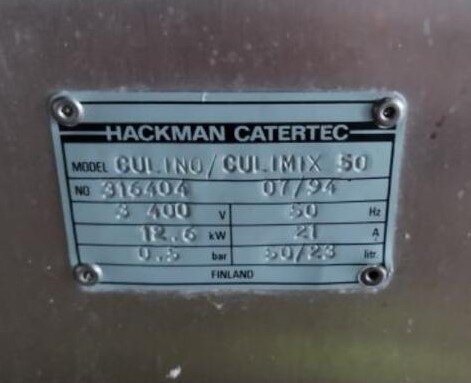 HACKMAN CATERTEC
MODEL CULINO/CULIMIX 50
NO 316404 07/94
3 400 V 50 Hz
12.6 kW 21 A
0.5 bar 50/23 litr.
FINLAND